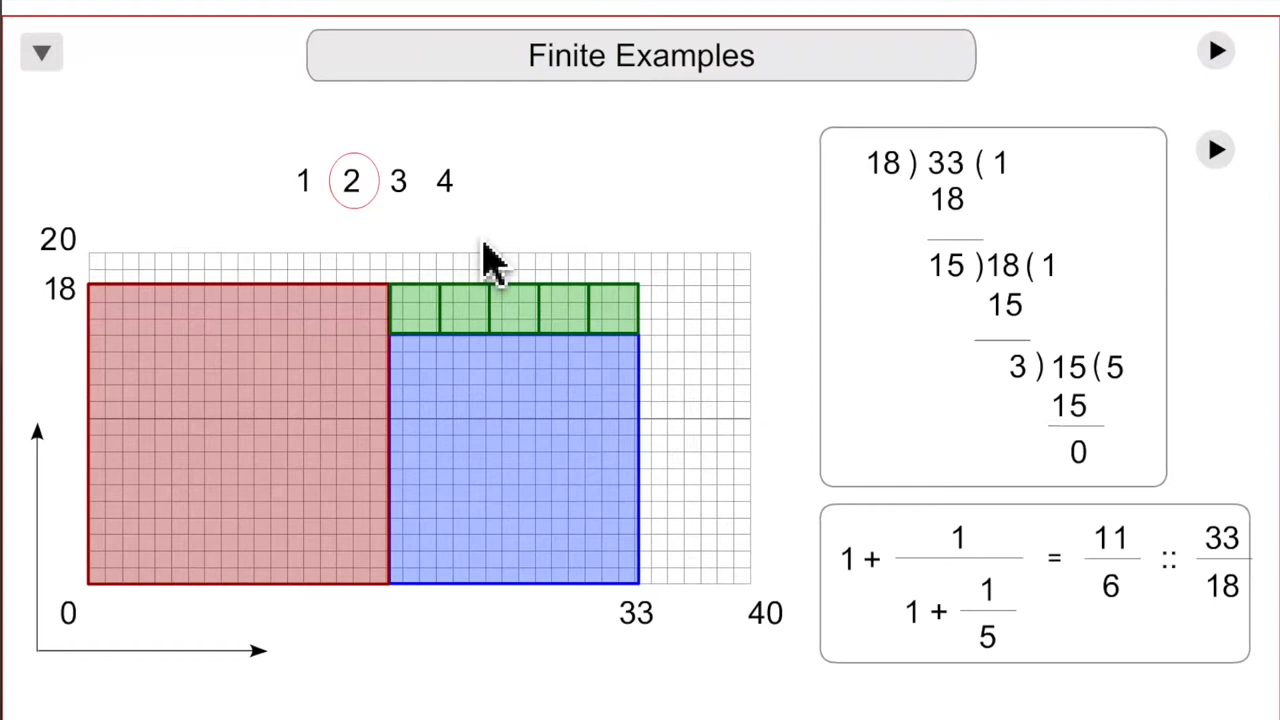 Finite Examples
1 2 3 4
20
18
0 33 40
18 ) 33 ( 1
18
15 ) 18 ( 1
15
3 ) 15 ( 5
15
0
1 + 1 = 11 :: 33
6 18
1 + 1
5